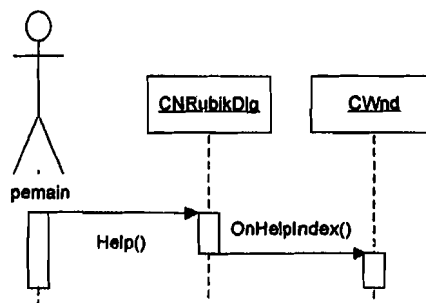 CNRubikDlg
CWnd
pemain
Help()
OnHelpIndex()